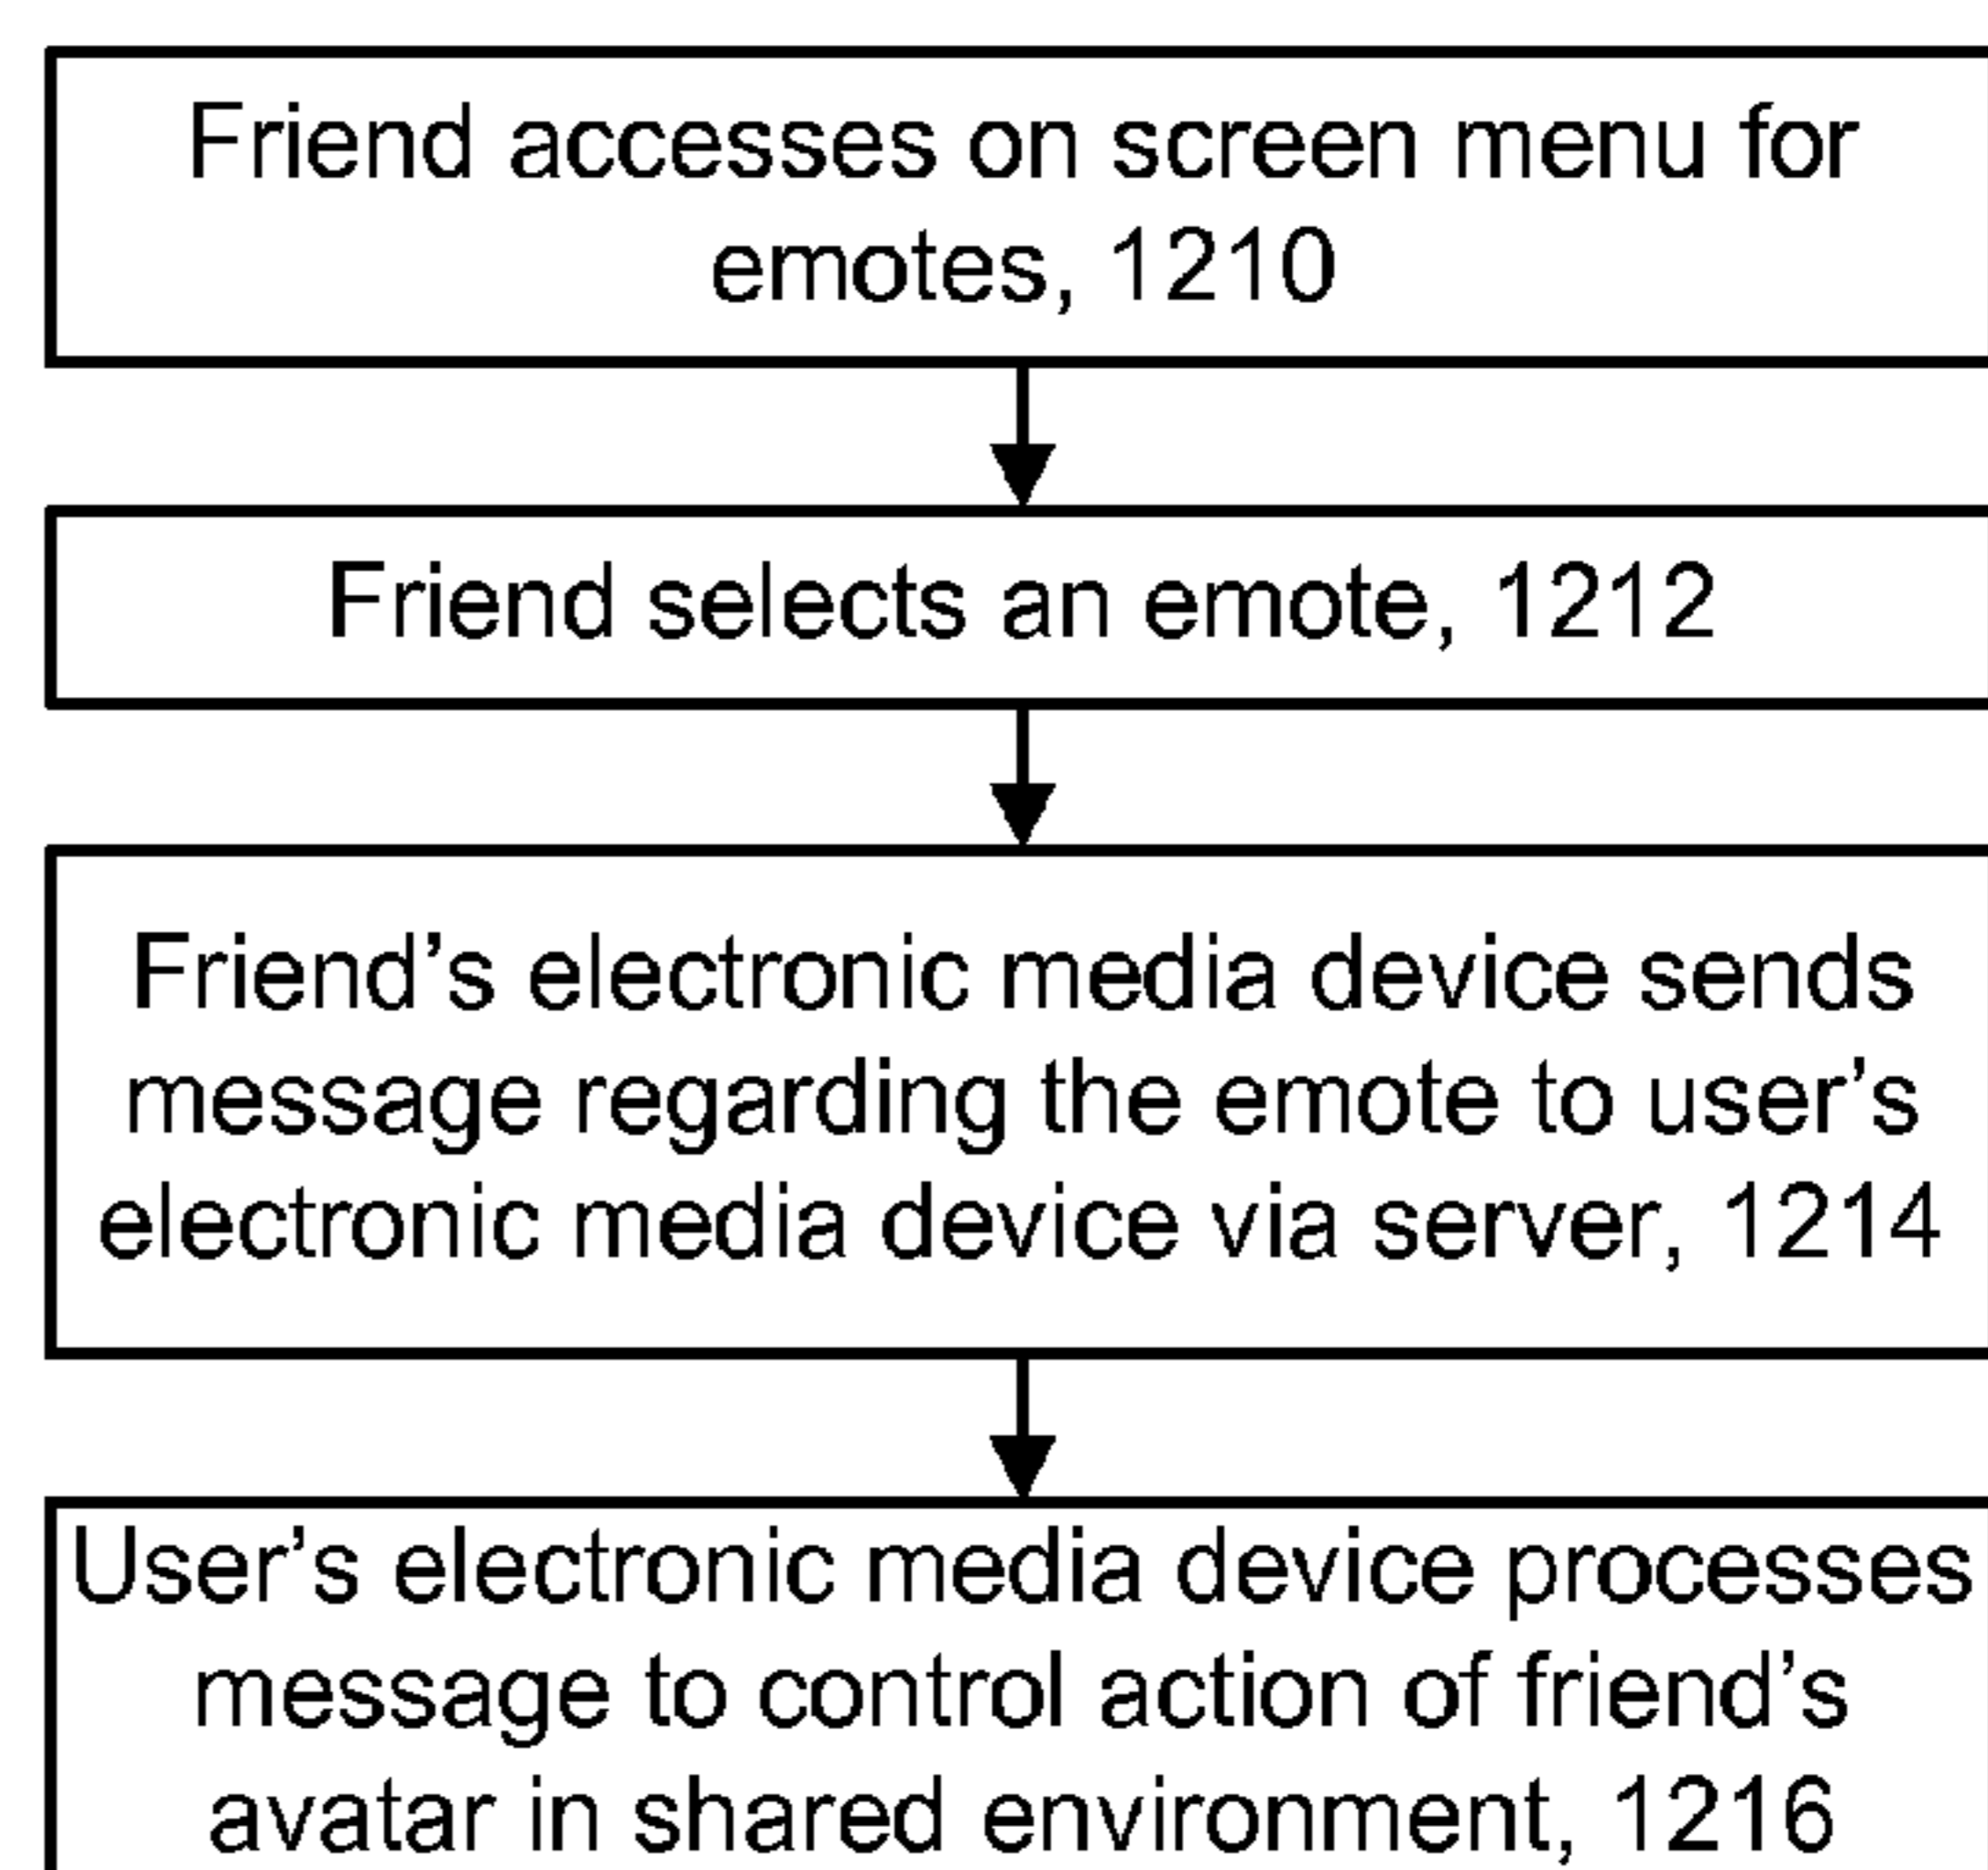 Friend accesses on screen menu for
emotes, 1210
Friend selects an emote, 1212
Friend’s electronic media device sends
message regarding the emote to user’s
electronic media device via server, 1214
User’s electronic media device processes
message to control action of friend’s
avatar in shared environment, 1216